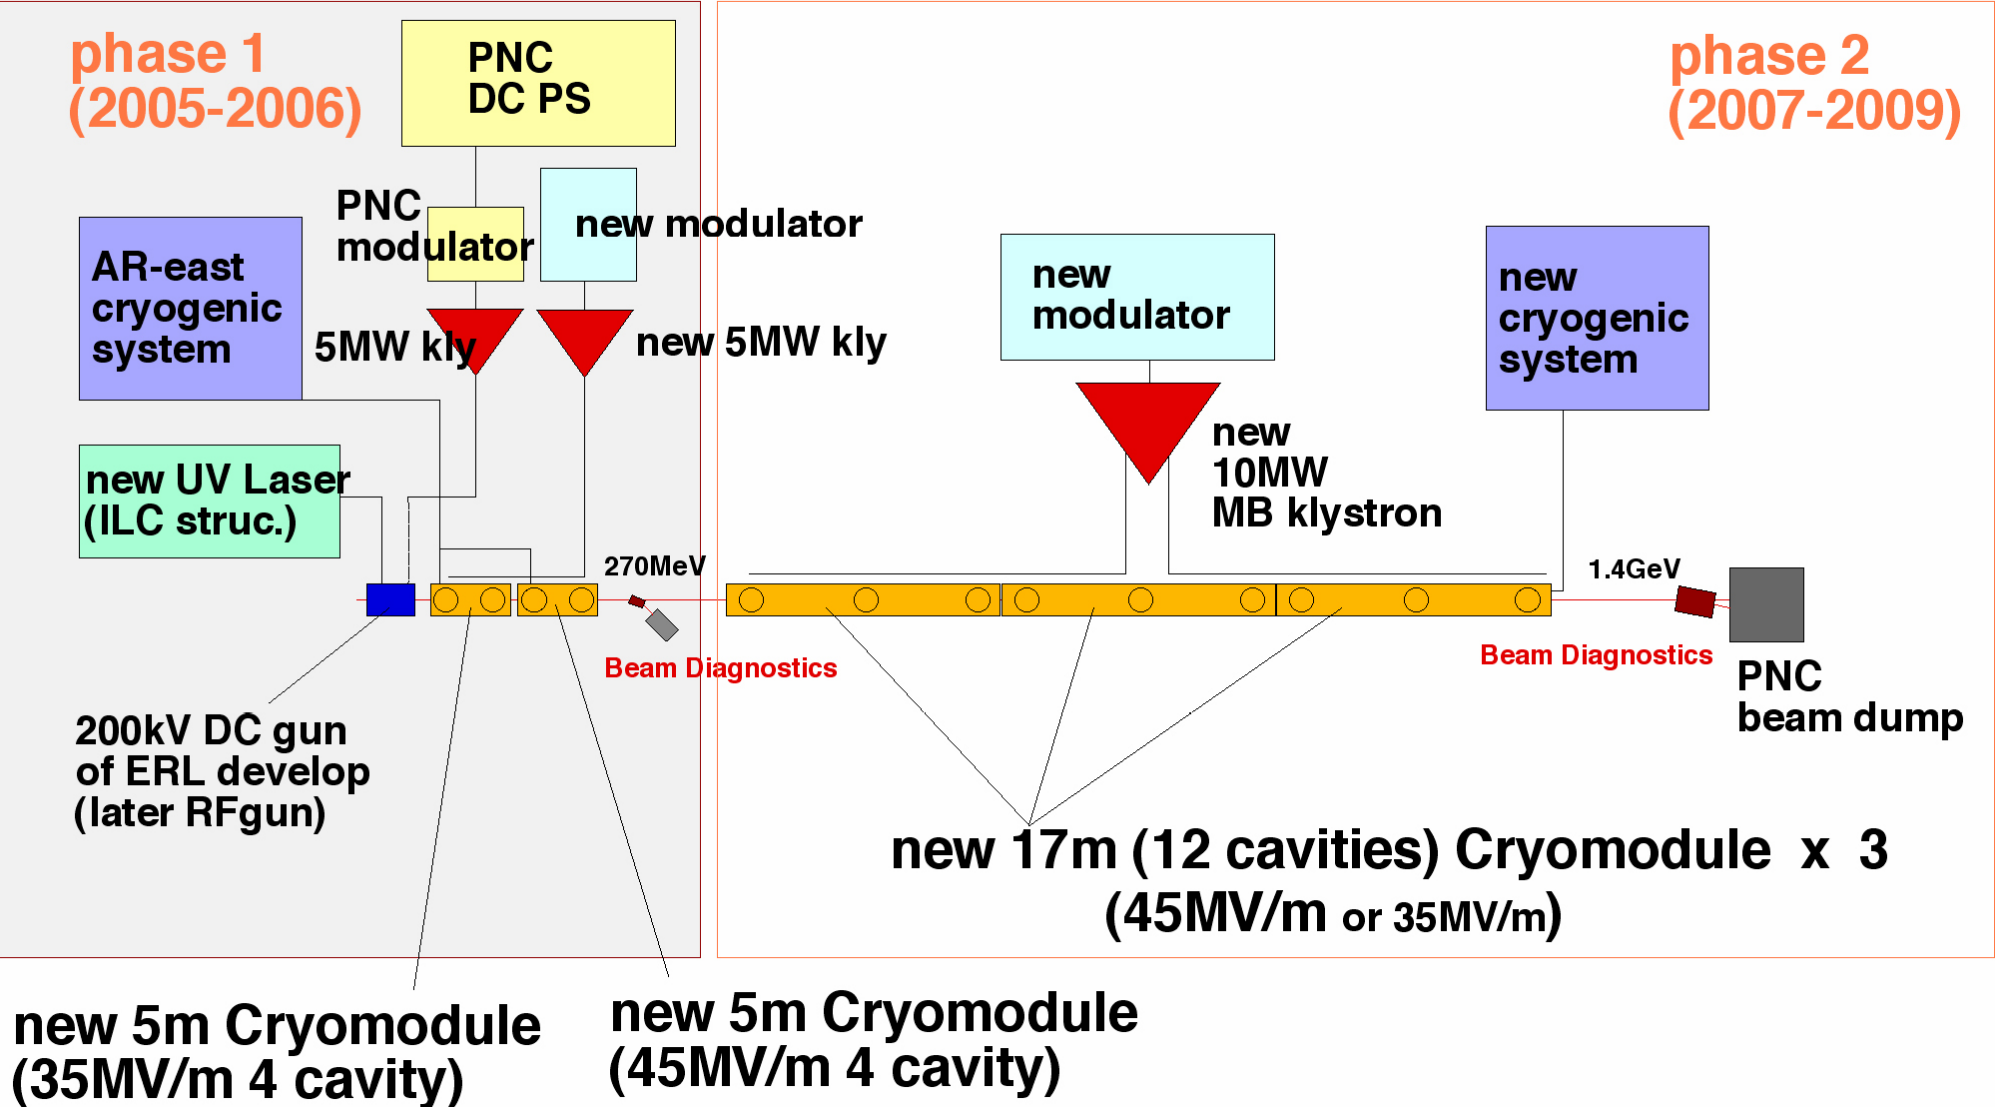 phase 1
(2005-2006)
PNC
DC PS
phase 2
(2007-2009)
PNC
modulator
new modulator
AR-east
cryogenic
system
5MW kly
new 5MW kly
new
modulator
new
cryogenic
system
new
10MW
MB klystron
new UV Laser
(ILC struc.)
270MeV
1.4GeV
Beam Diagnostics
Beam Diagnostics
PNC
beam dump
200kV DC gun
of ERL develop
(later RFgun)
new 17m (12 cavities) Cryomodule x 3
(45MV/m or 35MV/m)
new 5m Cryomodule
(35MV/m 4 cavity)
new 5m Cryomodule
(45MV/m 4 cavity)